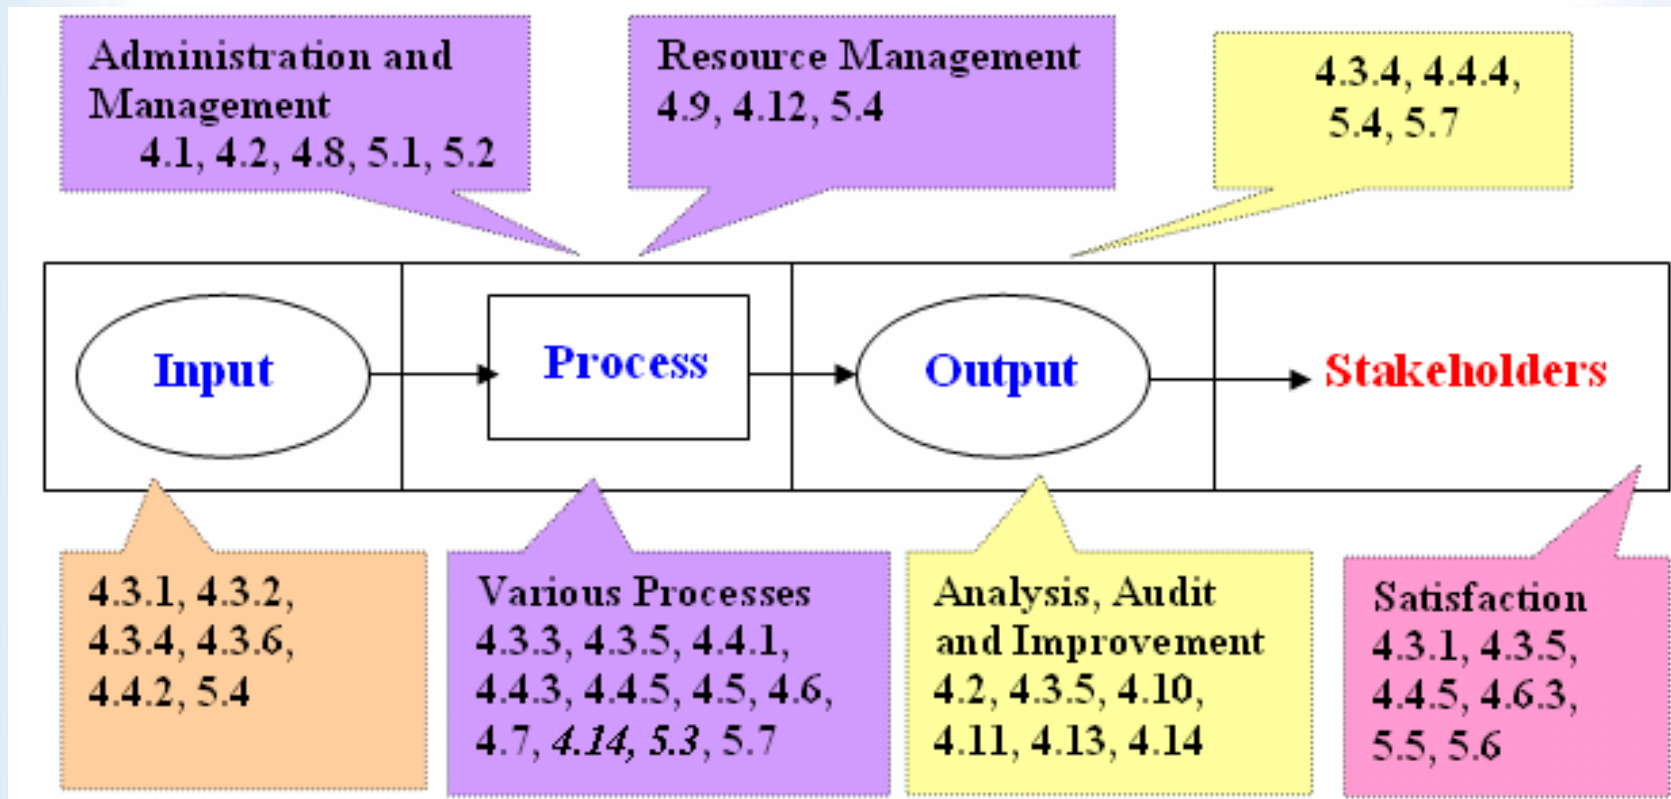 Administration and
Management
4.1, 4.2, 4.8, 5.1, 5.2
Resource Management
4.9, 4.12, 5.4
4.3.4, 4.4.4,
5.4, 5.7
Input
Process
Output
Stakeholders
4.3.1, 4.3.2,
4.3.4, 4.3.6,
4.4.2, 5.4
Various Processes
4.3.3, 4.3.5, 4.4.1,
4.4.3, 4.4.5, 4.5, 4.6,
4.7, 4.14, 5.3, 5.7
Analysis, Audit
and Improvement
4.2, 4.3.5, 4.10,
4.11, 4.13, 4.14
Satisfaction
4.3.1, 4.3.5,
4.4.5, 4.6.3,
5.5, 5.6